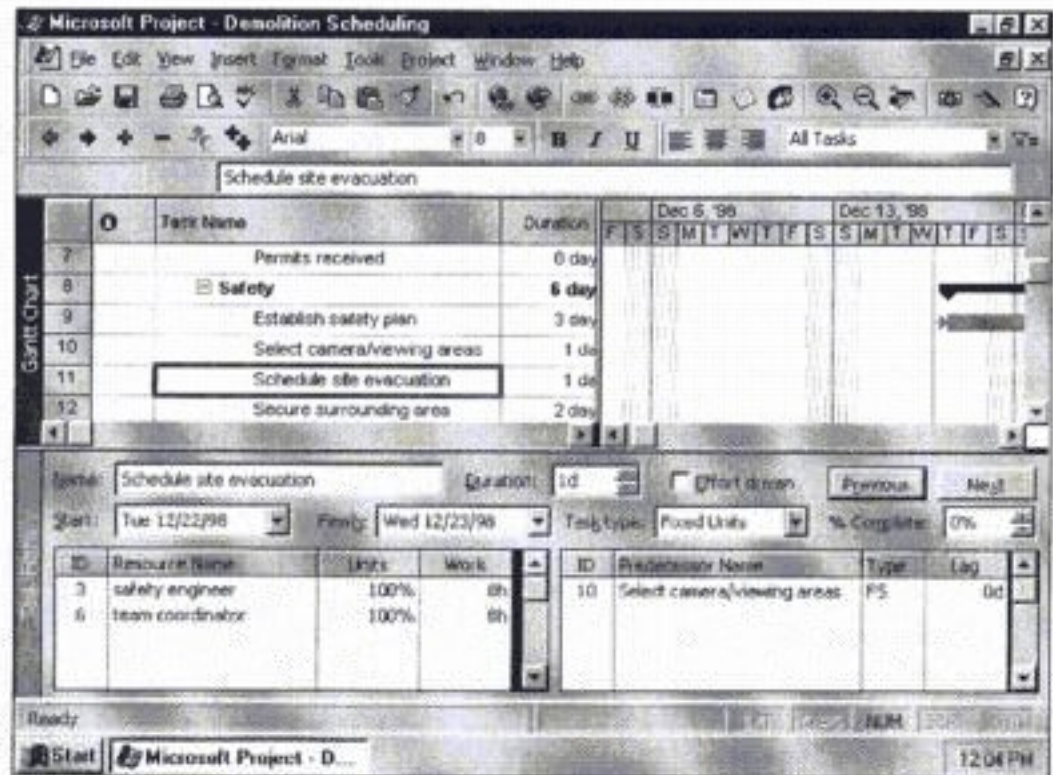 Microsoft Project - Demolition Scheduling
File Edit View Insert Format Tools Project Window Help
Arial 8 B I U All Tasks
Schedule site evacuation
Task Name Duration Dec 6, '98 Dec 13, '98
F S S M T W T F S S M T W T F S
7 Permits received 0 day
8 Safety 6 day
9 Establish safety plan 3 day
10 Select camera/viewing areas 1 da
11 Schedule site evacuation 1 da
12 Secure surrounding area 2 day
Gantt Chart
Name: Schedule site evacuation Duration: 1d Effort driven Previous Next
Start: Tue 12/22/98 Finish: Wed 12/23/98 Task type: Fixed Units % Complete: 0%
ID Resource Name Units Work ID Predecessor Name Type Lag
3 safety engineer 100% 8h 10 Select camera/viewing areas FS 0d
6 team coordinator 100% 8h
Ready NUM
Start Microsoft Project - D... 12:04 PM